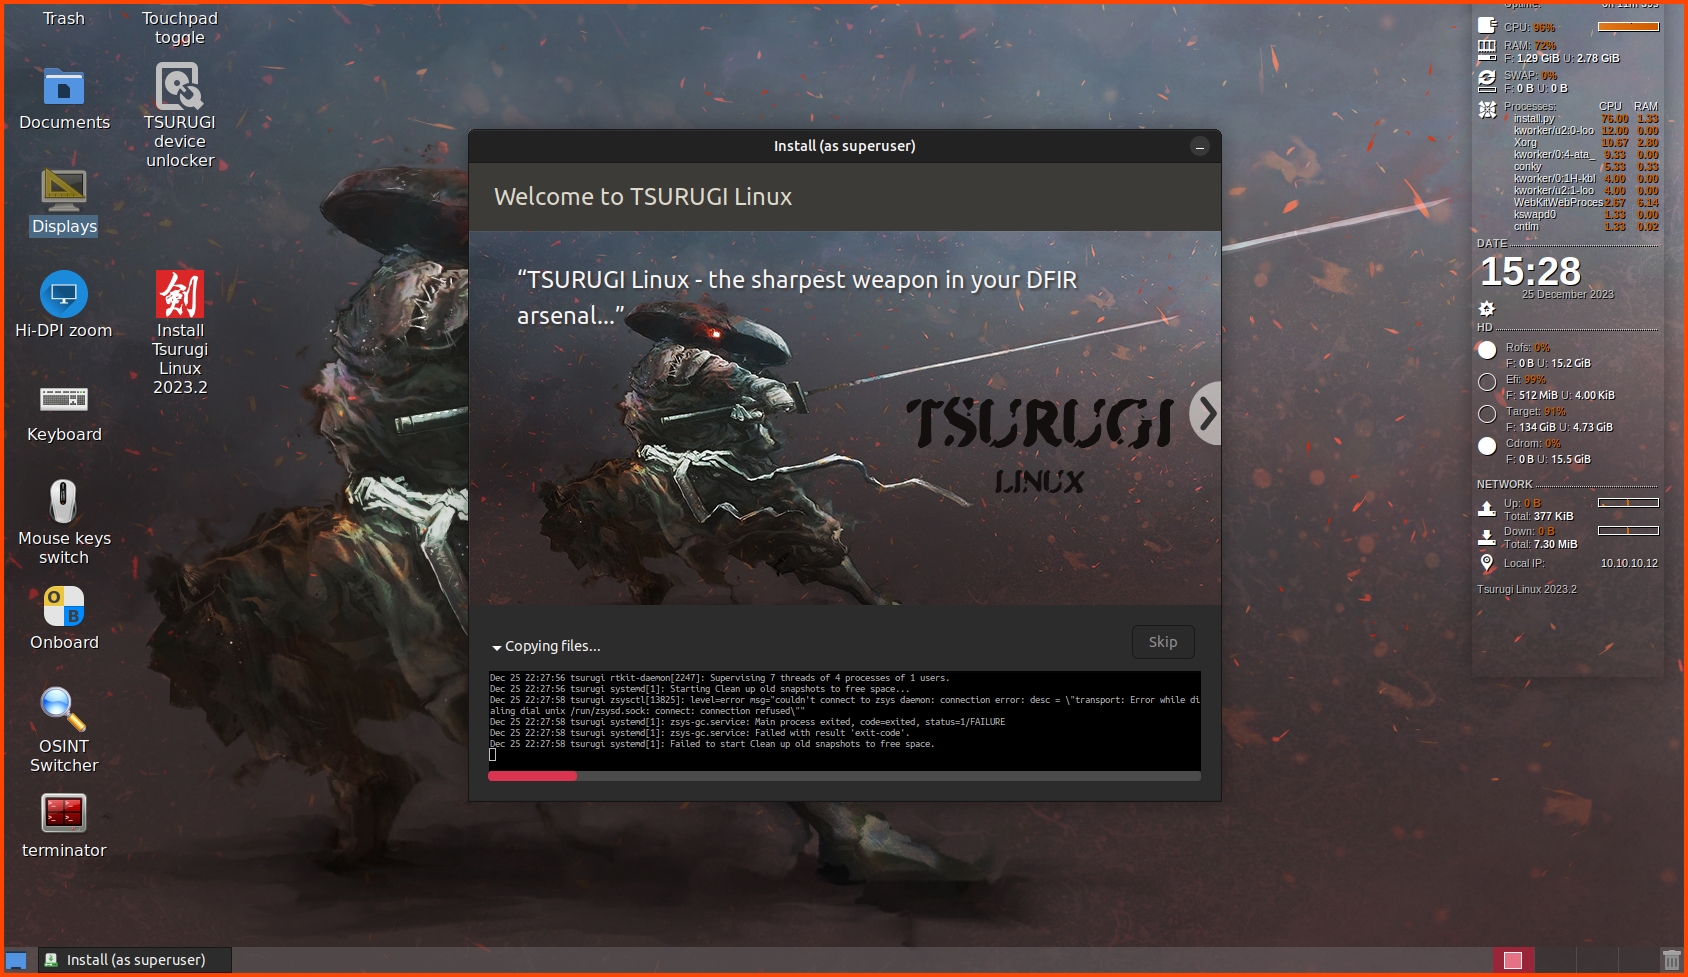 Trash
Touchpad
toggle
Documents
TSURUGI
device
unlocker
Displays
Hi-DPI zoom
Install
Tsurugi
Linux
2023.2
Keyboard
Mouse keys
switch
Onboard
OSINT
Switcher
terminator
Install (as superuser)
Welcome to TSURUGI Linux
“TSURUGI Linux - the sharpest weapon in your DFIR
arsenal...”
TSURUGI
LINUX
Copying files...
Skip
Dec 25 22:27:56 tsurugi rtkit-daemon[2247]: Supervising 7 threads of 4 processes of 1 users.
Dec 25 22:27:56 tsurugi systemd[1]: Starting Clean up old snapshots to free space...
Dec 25 22:27:58 tsurugi zsysctl[13825]: level=error msg="couldn't connect to zsys daemon: connection error: desc = \"transport: Error while di
aling dial unix /run/zsysd.sock: connect: connection refused\""
Dec 25 22:27:58 tsurugi systemd[1]: zsys-gc.service: Main process exited, code=exited, status=1/FAILURE
Dec 25 22:27:58 tsurugi systemd[1]: zsys-gc.service: Failed with result 'exit-code'.
Dec 25 22:27:58 tsurugi systemd[1]: Failed to start Clean up old snapshots to free space.
CPU: 96%
RAM: 72%
F: 1.29 GiB U: 2.78 GiB
SWAP: 0%
F: 0 B U: 0 B
Processes: CPU RAM
install.py 76.00 1.33
kworker/u2:0-loo 12.00 0.00
Xorg 10.67 2.80
kworker/0:4-ata_ 9.33 0.00
conky 5.33 0.33
kworker/0:1H-kbl 4.00 0.00
kworker/u2:1-loo 4.00 0.00
WebKitWebProces 2.67 6.14
kswapd0 1.33 0.00
cntlm 1.33 0.02
DATE
15:28
25 December 2023
HD
Rofs: 0%
F: 0 B U: 15.2 GiB
Efi: 99%
F: 512 MiB U: 4.00 KiB
Target: 91%
F: 134 GiB U: 4.73 GiB
Cdrom: 0%
F: 0 B U: 15.5 GiB
NETWORK
Up: 0 B
Total: 377 KiB
Down: 0 B
Total: 7.30 MiB
Local IP: 10.10.10.12
Tsurugi Linux 2023.2
OB
剣
Install (as superuser)